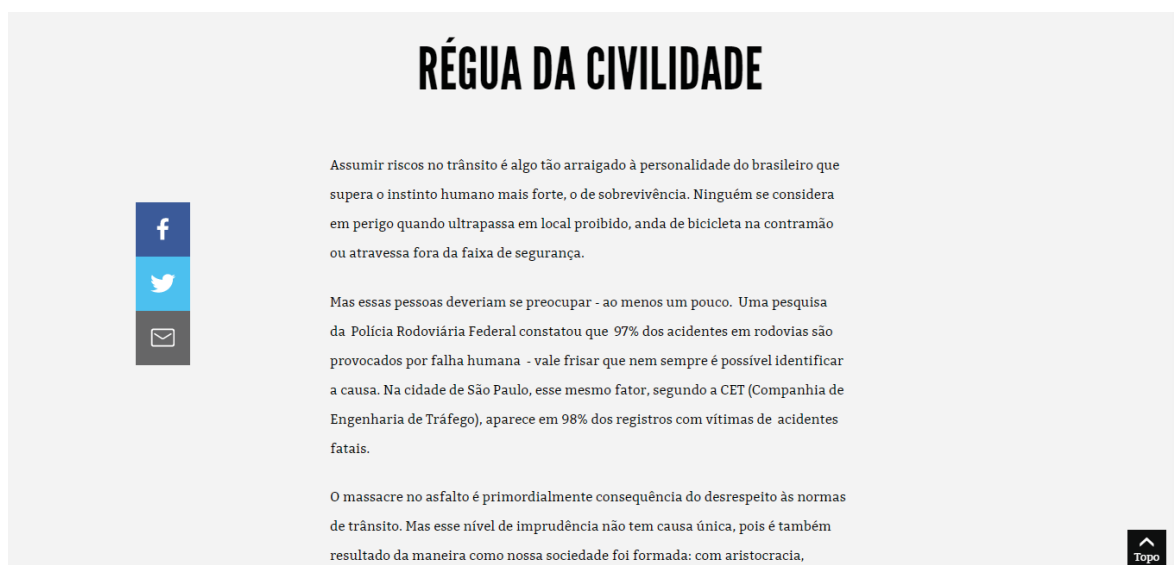 RÉGUA DA CIVILIDADE
Assumir riscos no trânsito é algo tão arraigado à personalidade do brasileiro que
supera o instinto humano mais forte, o de sobrevivência. Ninguém se considera
em perigo quando ultrapassa em local proibido, anda de bicicleta na contramão
ou atravessa fora da faixa de segurança.
Mas essas pessoas deveriam se preocupar - ao menos um pouco. Uma pesquisa
da Polícia Rodoviária Federal constatou que 97% dos acidentes em rodovias são
provocados por falha humana - vale frisar que nem sempre é possível identificar
a causa. Na cidade de São Paulo, esse mesmo fator, segundo a CET (Companhia de
Engenharia de Tráfego), aparece em 98% dos registros com vítimas de acidentes
fatais.
O massacre no asfalto é primordialmente consequência do desrespeito às normas
de trânsito. Mas esse nível de imprudência não tem causa única, pois é também
resultado da maneira como nossa sociedade foi formada: com aristocracia,
Topo